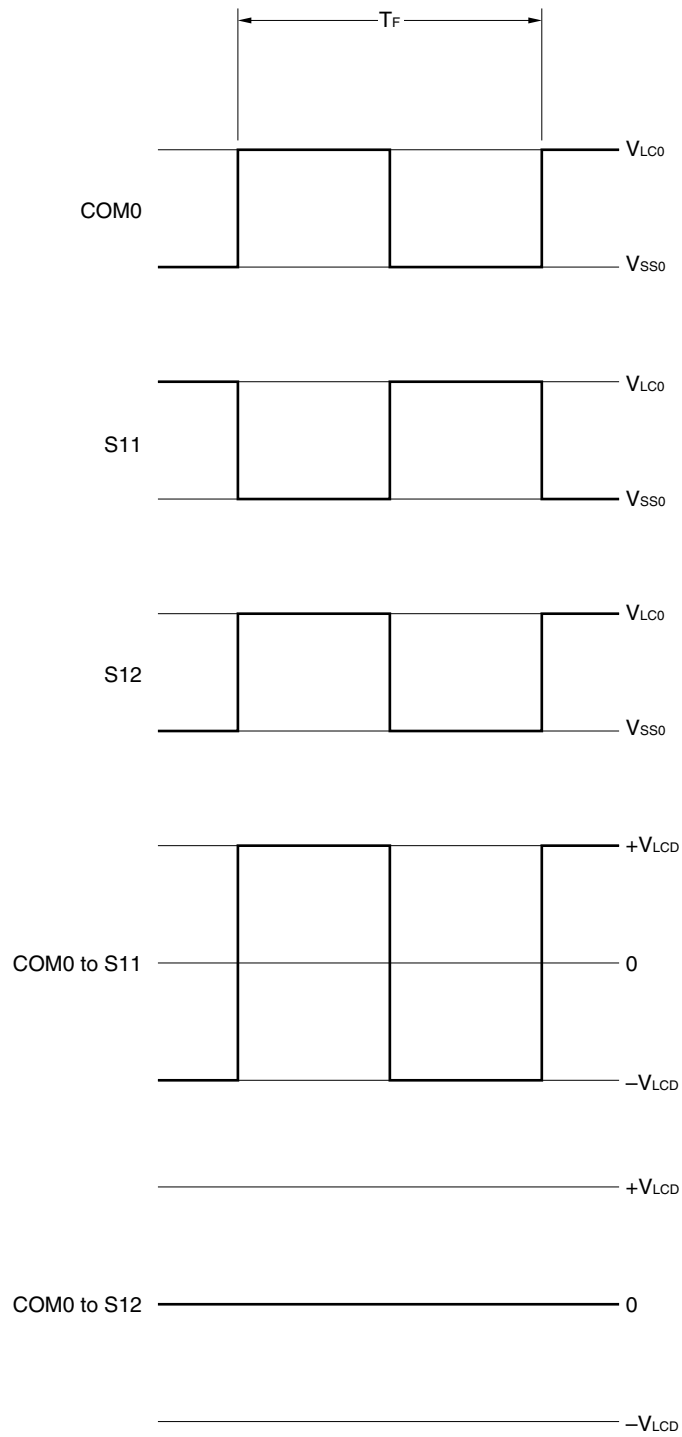 TF
VLC0
COM0
VSS0
VLC0
S11
VSS0
VLC0
S12
VSS0
+VLCD
COM0 to S11
0
–VLCD
+VLCD
COM0 to S12
0
–VLCD